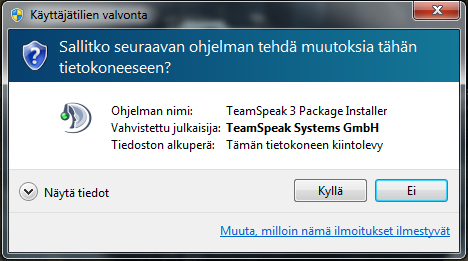 Käyttäjätilien valvonta
Sallitko seuraavan ohjelman tehdä muutoksia tähän
tietokoneeseen?
Ohjelman nimi: TeamSpeak 3 Package Installer
Vahvistettu julkaisija: TeamSpeak Systems GmbH
Tiedoston alkuperä: Tämän tietokoneen kiintolevy
Näytä tiedot Kyllä Ei
Muuta, milloin nämä ilmoitukset ilmestyvät